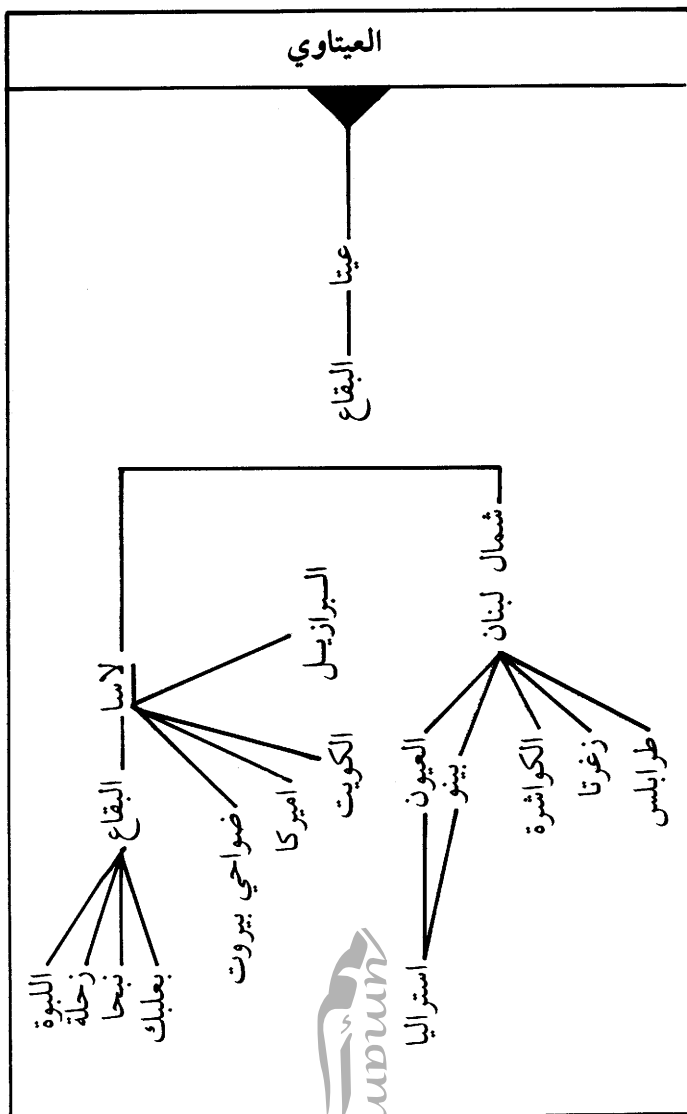 العيتاوي
عيتا
البقاع
شمال لبنان
طرابلس
زغرتا
الكواشرة
بينو
العيون
استراليا
لاسا
البرازيل
الكويت
اميركا
ضواحي بيروت
البقاع
بعلبك
نبحا
زحلة
اللبوة